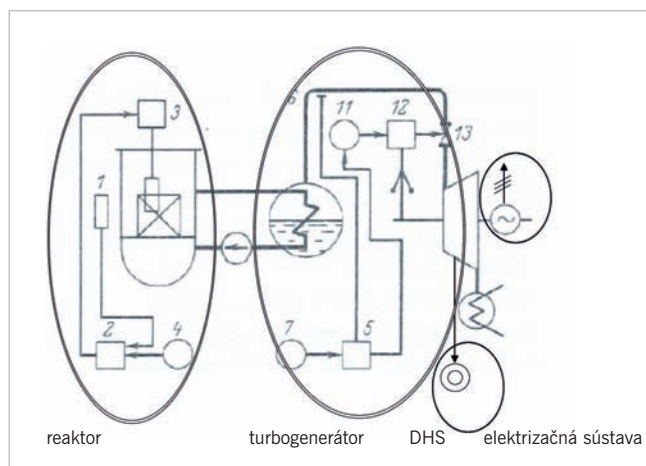 6
11
12
3
13
1
2
4
7
5
reaktor
turbogenerátor
DHS
elektrizačná sústava